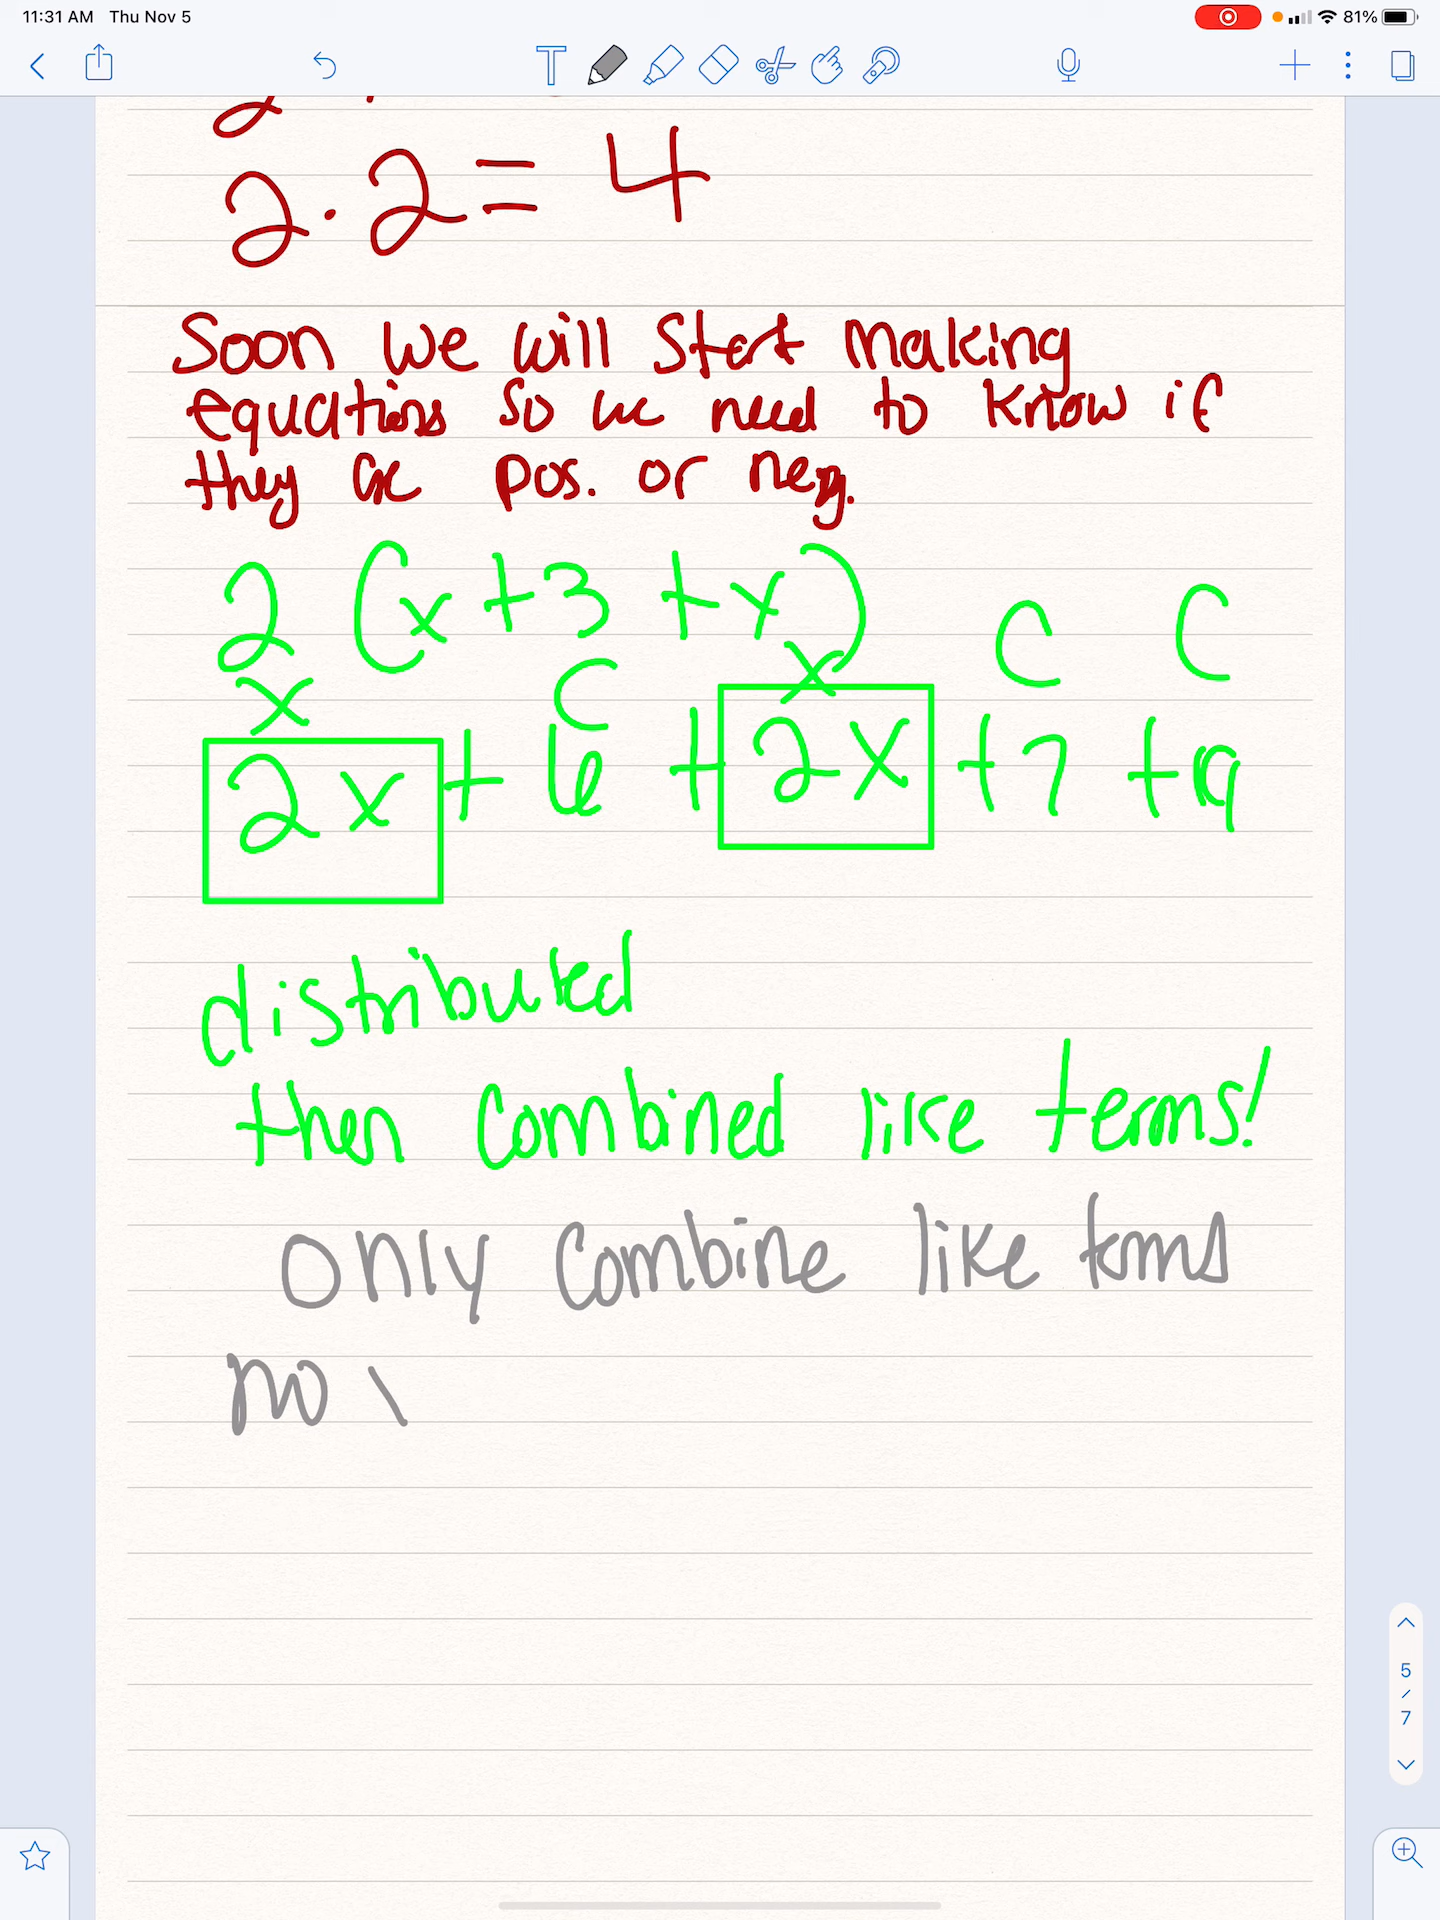 11:31 AM Thu Nov 5
81%
2 · 2 = 4
Soon we will start making
equations so we need to know if
they are pos. or neg.
2 (x + 3 + x)
C C
x C x
2x + 6 + 2x + 7 + 9
distributed
then combined like terms!
only combine like terms
no
5
/
7